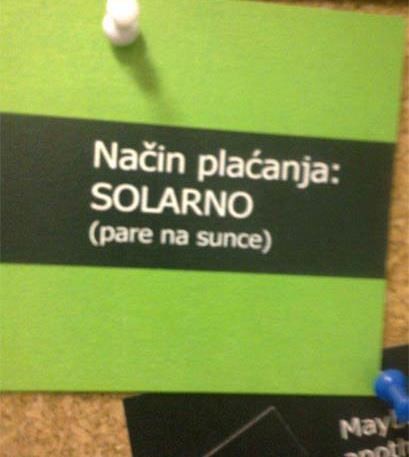 Način plaćanja:
SOLARNO
(pare na sunce)